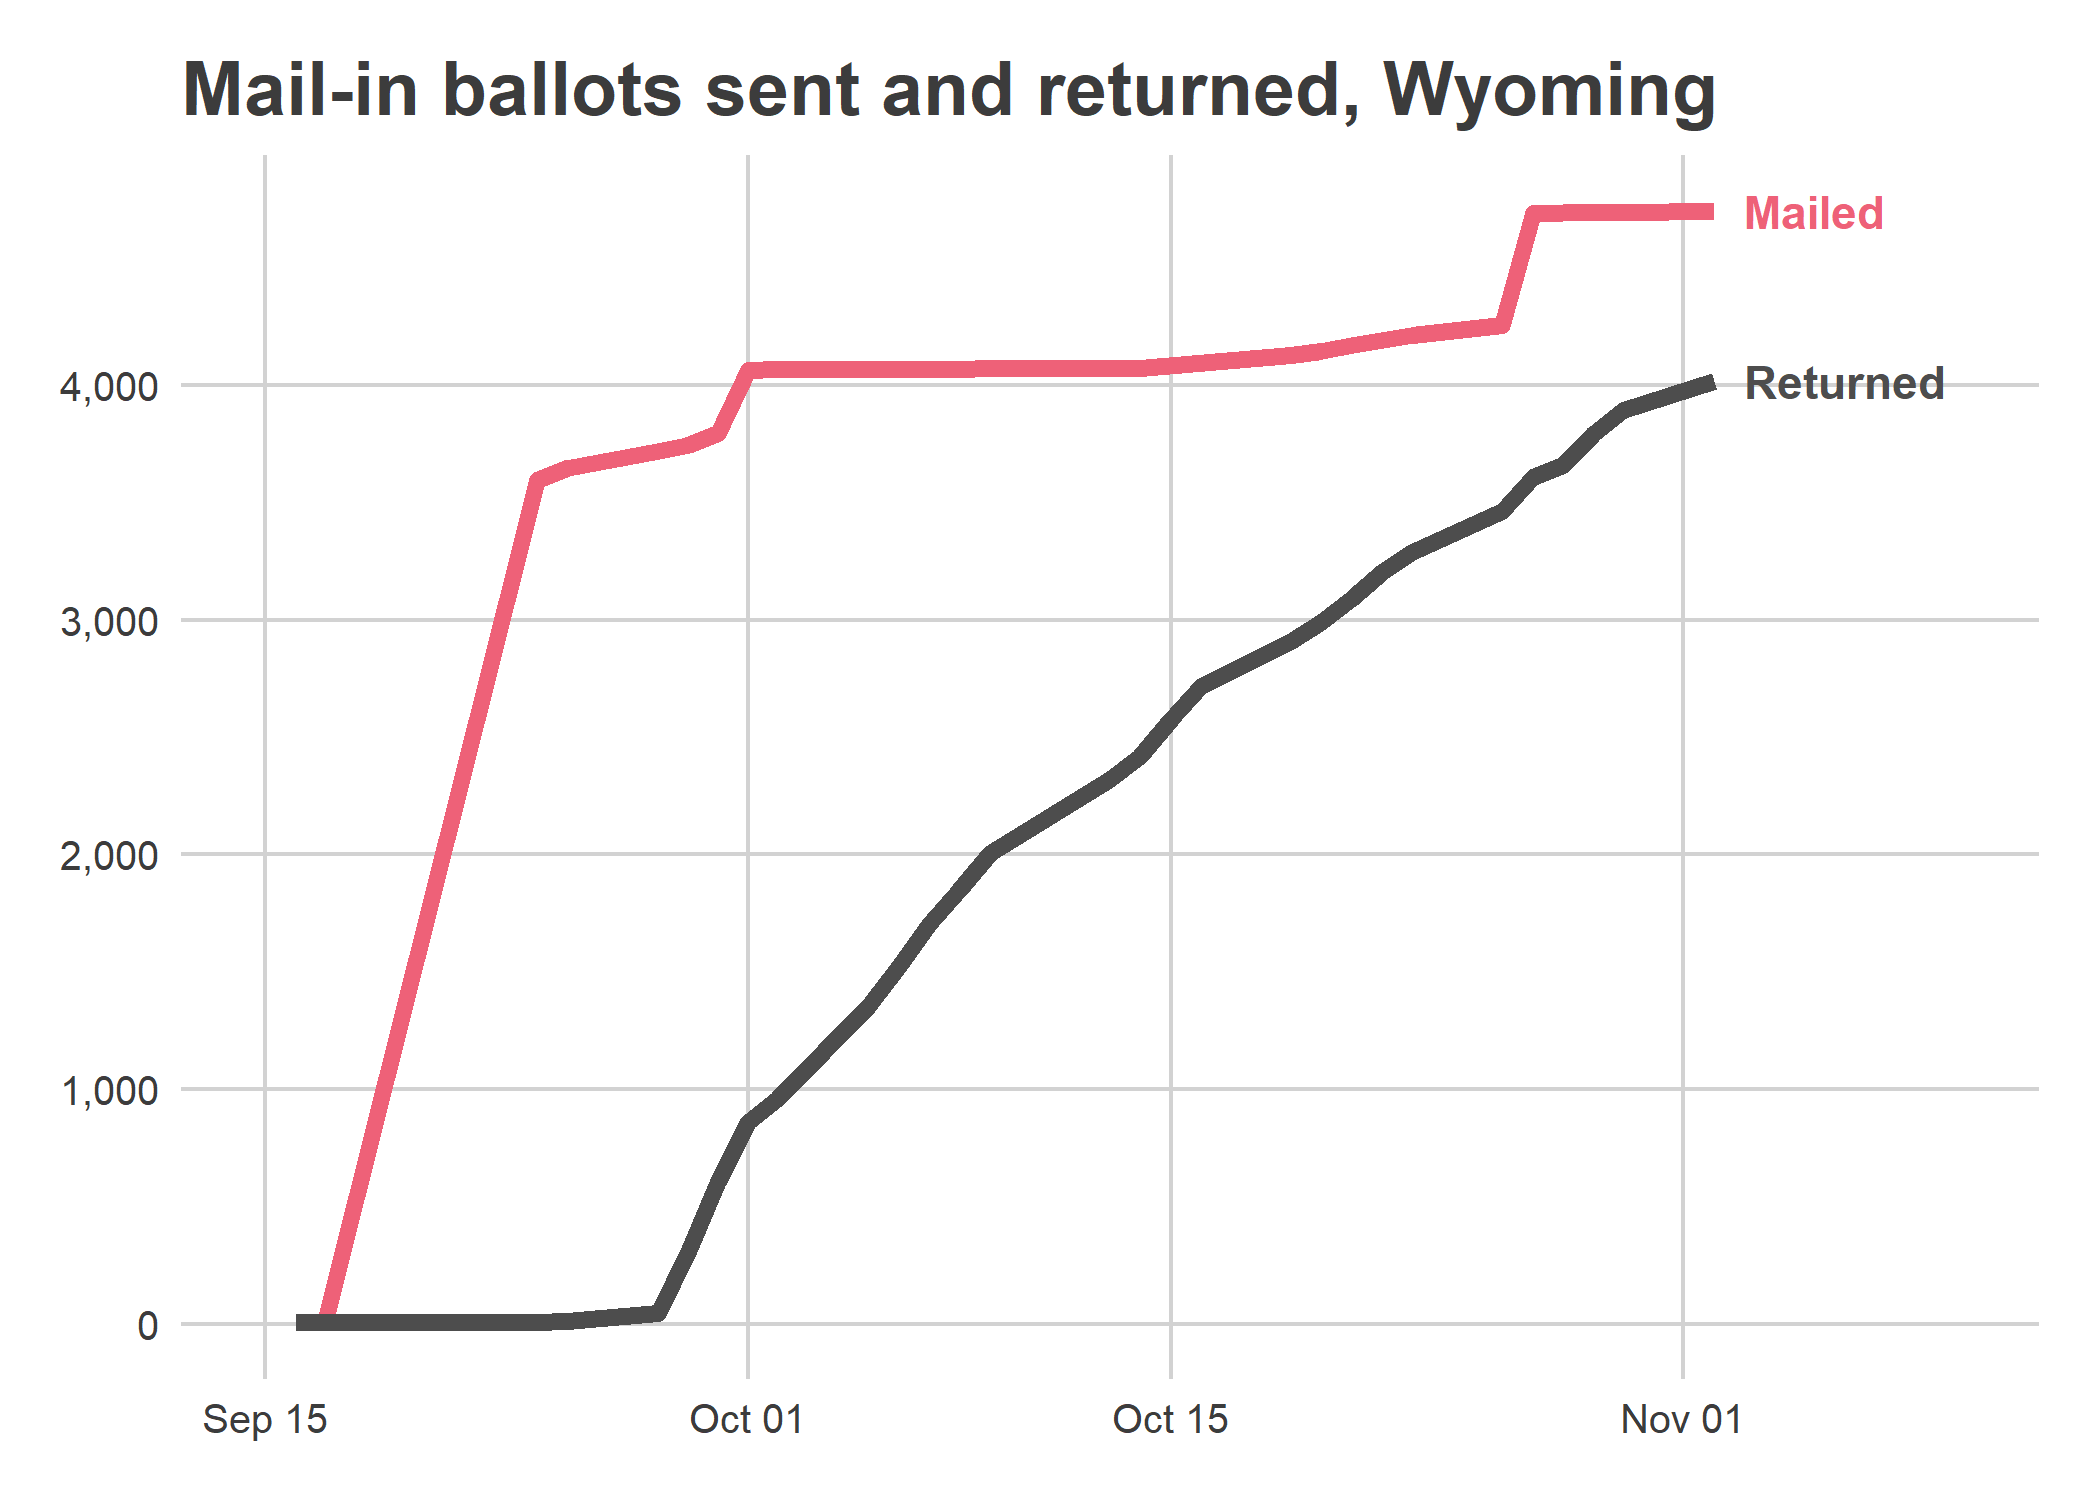 Mail-in ballots sent and returned, Wyoming
Mailed
Returned
4,000
3,000
2,000
1,000
0
Sep 15
Oct 01
Oct 15
Nov 01